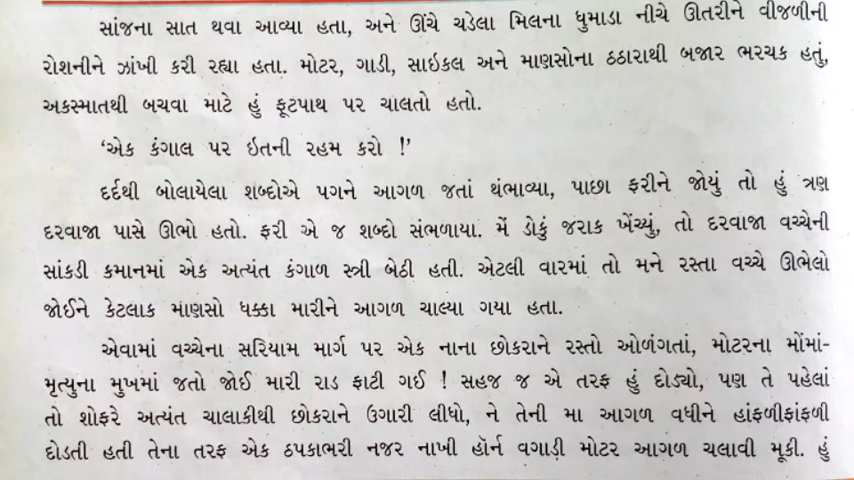 સાંજના સાત થવા આવ્યા હતા, અને ઊંચે ચડેલા મિલના ધુમાડા નીચે ઊતરીને વીજળીની
રોશનીને ઝાંખી કરી રહ્યા હતા. મોટર, ગાડી, સાઇકલ અને માણસોના ઠઠારાથી બજાર ભરચક હતું,
અકસ્માતથી બચવા માટે હું ફૂટપાથ પર ચાલતો હતો.
‘એક કંગાલ પર ઇતની રહમ કરો !’
દર્દથી બોલાયેલા શબ્દોએ પગને આગળ જતાં થંભાવ્યા, પાછા ફરીને જોયું તો હું ત્રણ
દરવાજા પાસે ઊભો હતો. ફરી એ જ શબ્દો સંભળાયા. મેં ડોકું જરાક ખેંચ્યું, તો દરવાજા વચ્ચેની
સાંકડી કમાનમાં એક અત્યંત કંગાળ સ્ત્રી બેઠી હતી. એટલી વારમાં તો મને રસ્તા વચ્ચે ઊભેલો
જોઈને કેટલાક માણસો ધક્કા મારીને આગળ ચાલ્યા ગયા હતા.
એવામાં વચ્ચેના સરિયામ માર્ગ પર એક નાના છોકરાને રસ્તો ઓળંગતાં, મોટરના મોંમાં-
મૃત્યુના મુખમાં જતો જોઈ મારી રાડ ફાટી ગઈ ! સહજ જ એ તરફ હું દોડ્યો, પણ તે પહેલાં
તો શોફરે અત્યંત ચાલાકીથી છોકરાને ઉગારી લીધો, ને તેની મા આગળ વધીને હાંફળીફાંફળી
દોડતી હતી તેના તરફ એક ઠપકાભરી નજર નાખી હૉર્ન વગાડી મોટર આગળ ચલાવી મૂકી. હું